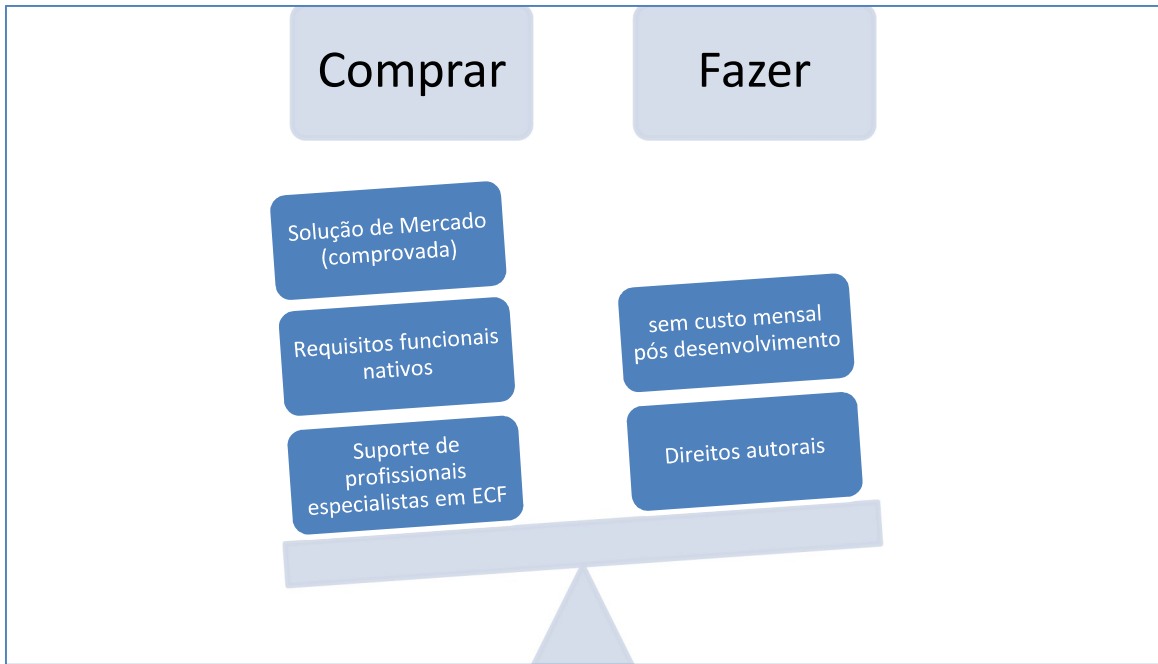 Comprar
Fazer
Solução de Mercado
(comprovada)
Requisitos funcionais
nativos
Suporte de
profissionais
especialistas em ECF
sem custo mensal
pós desenvolvimento
Direitos autorais